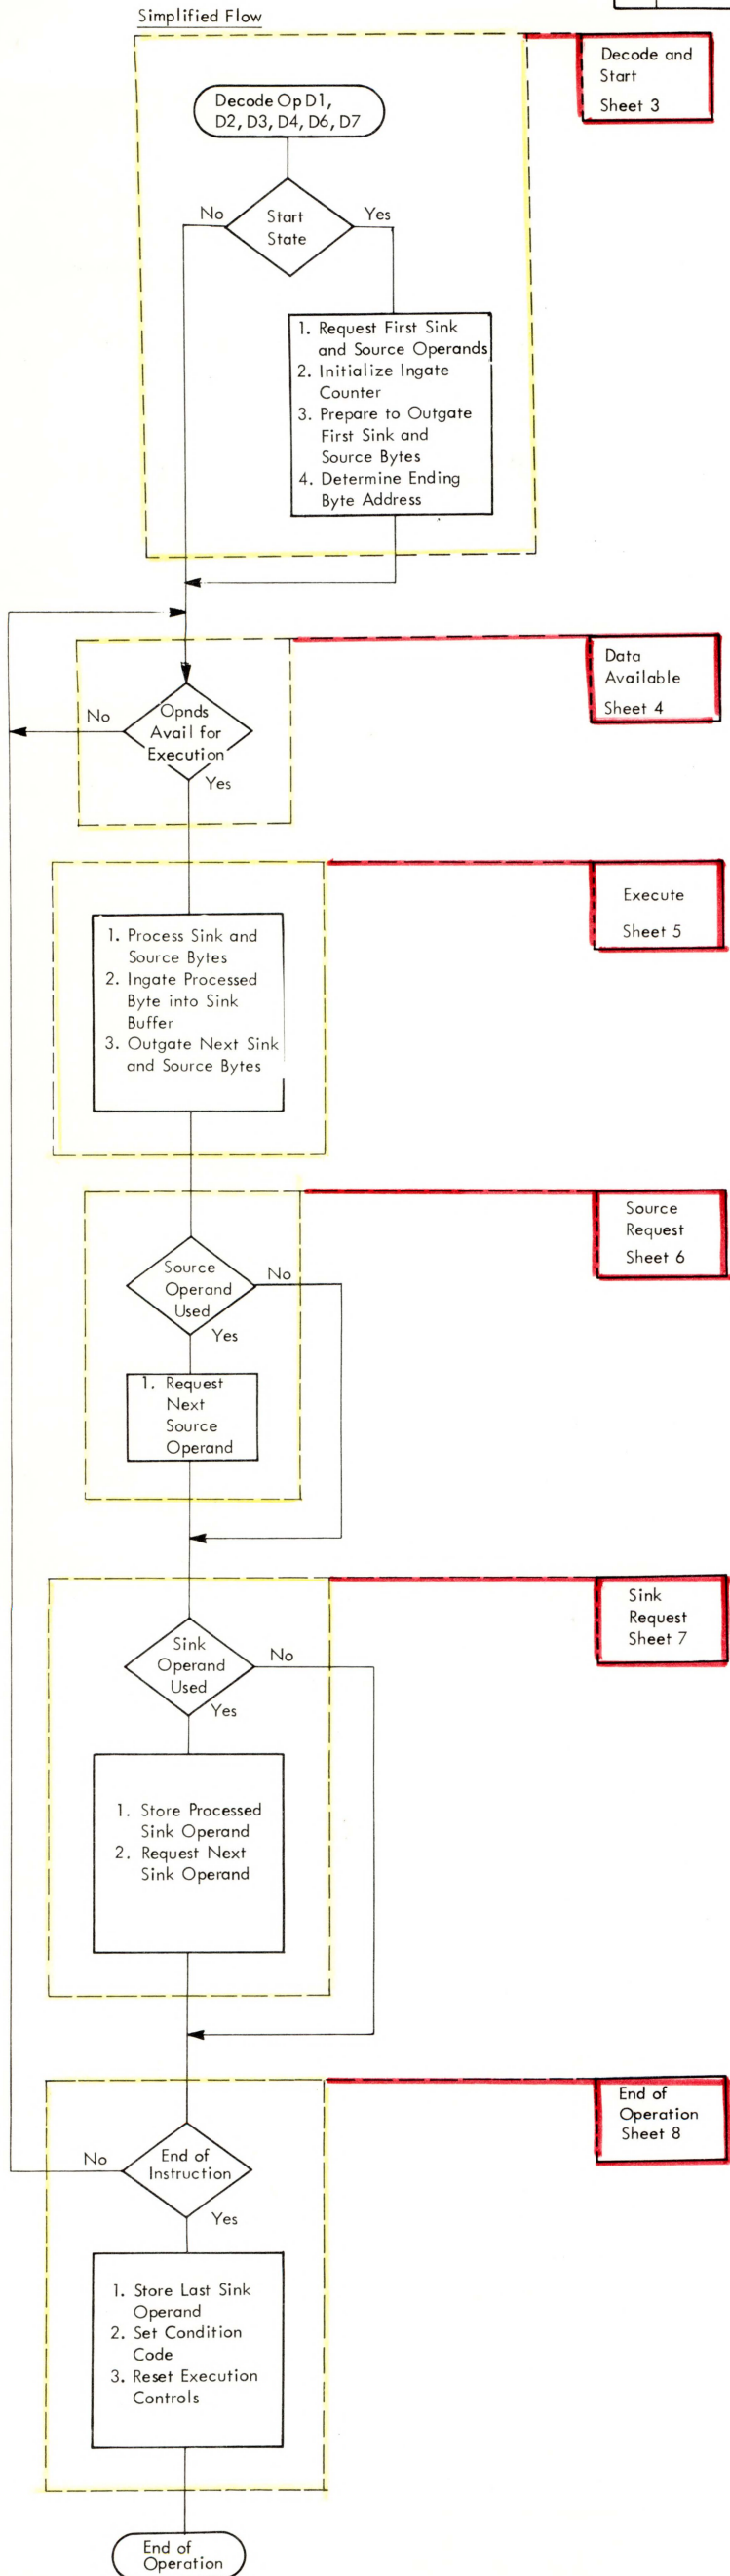 Simplified Flow
Decode and
Start
Sheet 3
Decode Op D1,
D2, D3, D4, D6, D7
No
Start
State
Yes
1. Request First Sink
and Source Operands
2. Initialize Ingate
Counter
3. Prepare to Outgate
First Sink and
Source Bytes
4. Determine Ending
Byte Address
Data
Available
Sheet 4
No
Opnds
Avail for
Execution
Yes
Execute
Sheet 5
1. Process Sink and
Source Bytes
2. Ingate Processed
Byte into Sink
Buffer
3. Outgate Next Sink
and Source Bytes
Source
Request
Sheet 6
Source
Operand
Used
No
Yes
1. Request
Next
Source
Operand
Sink
Request
Sheet 7
Sink
Operand
Used
No
Yes
1. Store Processed
Sink Operand
2. Request Next
Sink Operand
End of
Operation
Sheet 8
No
End of
Instruction
Yes
1. Store Last Sink
Operand
2. Set Condition
Code
3. Reset Execution
Controls
End of
Operation